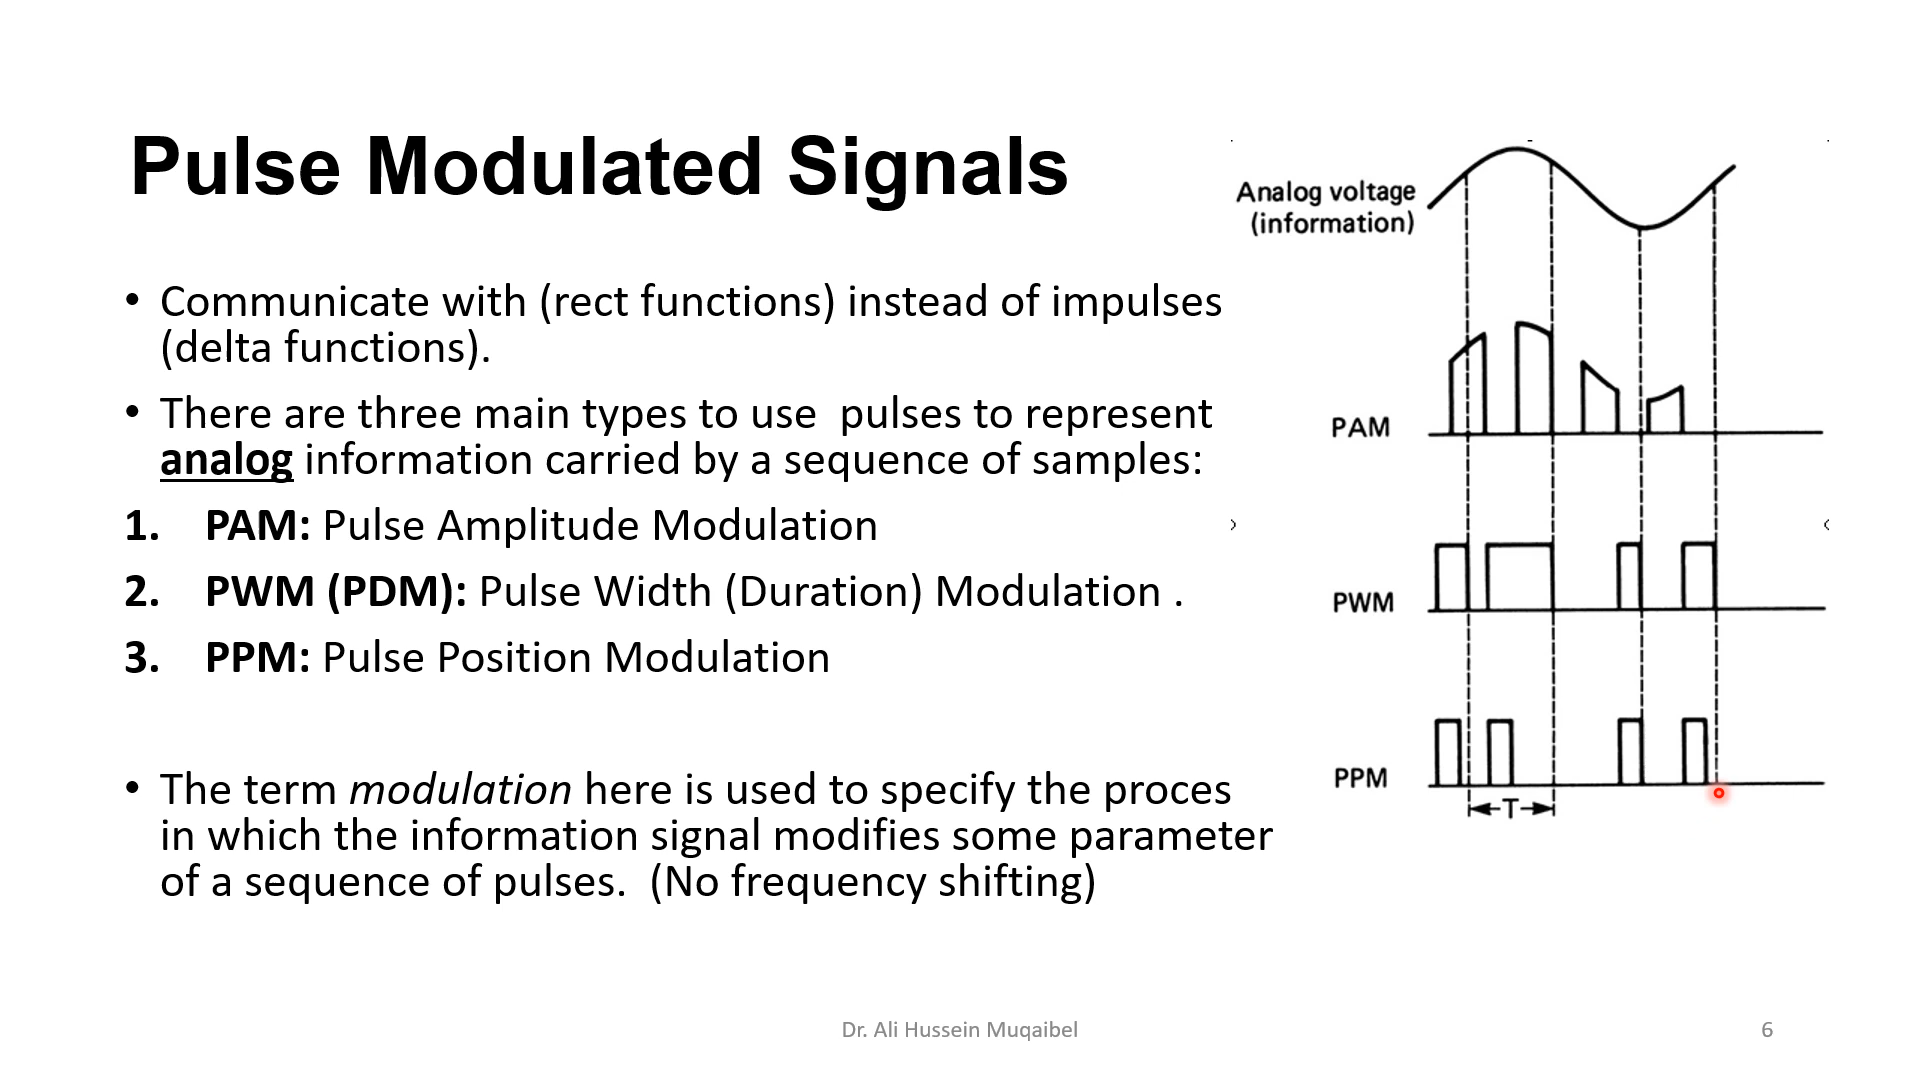 Pulse Modulated Signals
• Communicate with (rect functions) instead of impulses
(delta functions).
• There are three main types to use  pulses to represent
analog information carried by a sequence of samples:
1. PAM: Pulse Amplitude Modulation
2. PWM (PDM): Pulse Width (Duration) Modulation .
3. PPM: Pulse Position Modulation
• The term modulation here is used to specify the proces
in which the information signal modifies some parameter
of a sequence of pulses.  (No frequency shifting)
Analog voltage
(information)
PAM
PWM
PPM
T
Dr. Ali Hussein Muqaibel
6